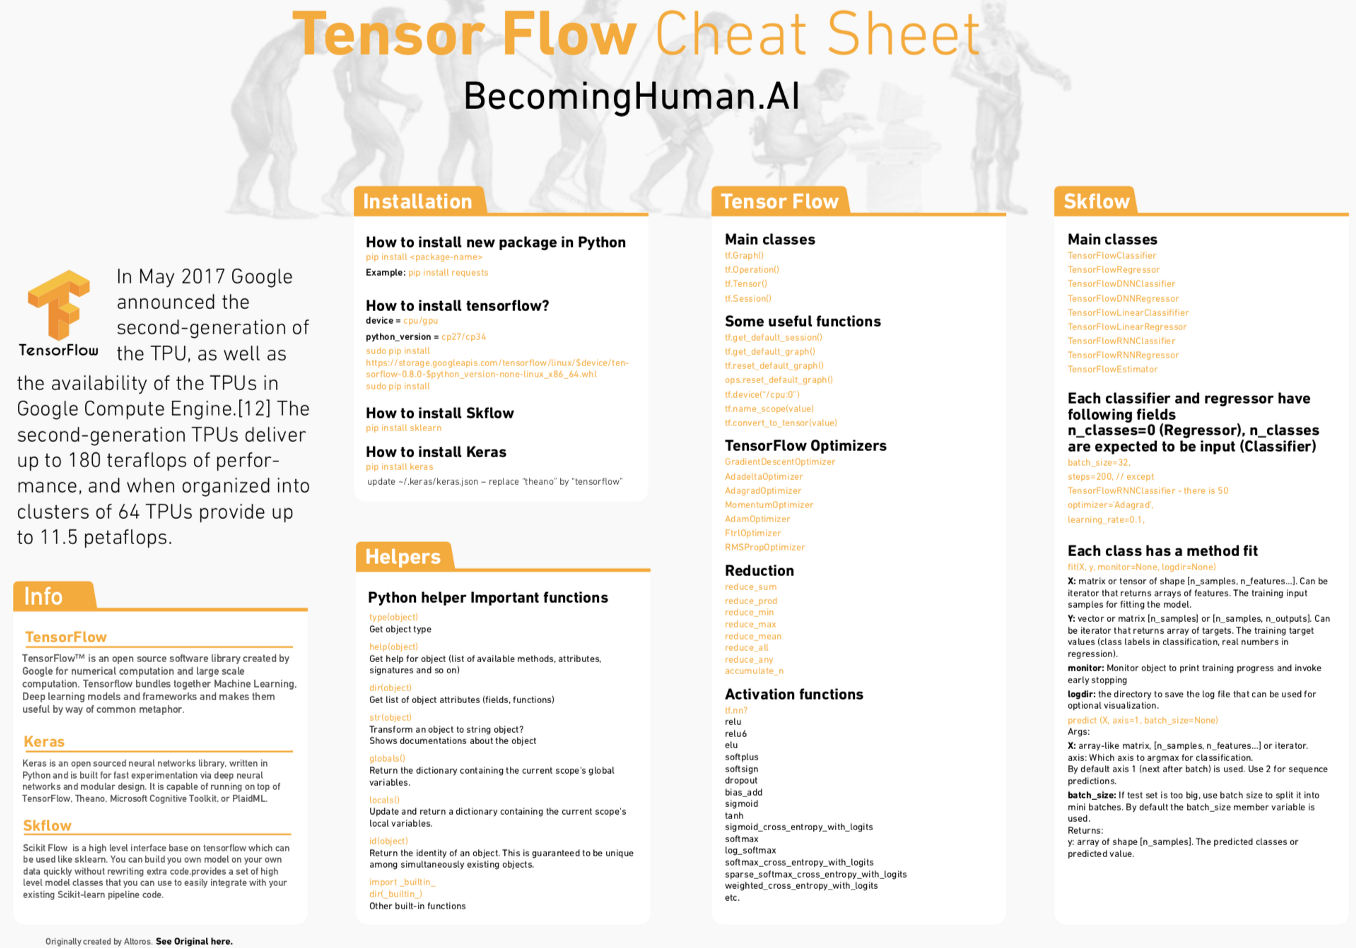 Tensor Flow Cheat Sheet
BecomingHuman.AI
TensorFlow
In May 2017 Google
announced the
second-generation of
the TPU, as well as
the availability of the TPUs in
Google Compute Engine.[12] The
second-generation TPUs deliver
up to 180 teraflops of perfor-
mance, and when organized into
clusters of 64 TPUs provide up
to 11.5 petaflops.
Info
TensorFlow
TensorFlow™ is an open source software library created by
Google for numerical computation and large scale
computation. Tensorflow bundles together Machine Learning,
Deep learning models and frameworks and makes them
useful by way of common metaphor.
Keras
Keras is an open sourced neural networks library, written in
Python and is built for fast experimentation via deep neural
networks and modular design. It is capable of running on top of
TensorFlow, Theano, Microsoft Cognitive Toolkit, or PlaidML.
Skflow
Scikit Flow is a high level interface base on tensorflow which can
be used like sklearn. You can build you own model on your own
data quickly without rewriting extra code.provides a set of high
level model classes that you can use to easily integrate with your
existing Scikit-learn pipeline code.
Originally created by Altoros. See Original here.
Installation
How to install new package in Python
pip install <package-name>
Example: pip install requests
How to install tensorflow?
device = cpu/gpu
python_version = cp27/cp34
sudo pip install
https://storage.googleapis.com/tensorflow/linux/$device/ten-
sorflow-0.8.0-$python_version-none-linux_x86_64.whl
sudo pip install
How to install Skflow
pip install sklearn
How to install Keras
pip install keras
update ~/.keras/keras.json – replace "theano" by "tensorflow"
Helpers
Python helper Important functions
type(object)
Get object type
help(object)
Get help for object (list of available methods, attributes,
signatures and so on)
dir(object)
Get list of object attributes (fields, functions)
str(object)
Transform an object to string object?
Shows documentations about the object
globals()
Return the dictionary containing the current scope's global
variables.
locals()
Update and return a dictionary containing the current scope's
local variables.
id(object)
Return the identity of an object. This is guaranteed to be unique
among simultaneously existing objects.
import _builtin_
dir(_builtin_)
Other built-in functions
Tensor Flow
Main classes
tf.Graph()
tf.Operation()
tf.Tensor()
tf.Session()
Some useful functions
tf.get_default_session()
tf.get_default_graph()
tf.reset_default_graph()
ops.reset_default_graph()
tf.device("/cpu:0")
tf.name_scope(value)
tf.convert_to_tensor(value)
TensorFlow Optimizers
GradientDescentOptimizer
AdadeltaOptimizer
AdagradOptimizer
MomentumOptimizer
AdamOptimizer
FtrlOptimizer
RMSPropOptimizer
Reduction
reduce_sum
reduce_prod
reduce_min
reduce_max
reduce_mean
reduce_all
reduce_any
accumulate_n
Activation functions
tf.nn?
relu
relu6
elu
softplus
softsign
dropout
bias_add
sigmoid
tanh
sigmoid_cross_entropy_with_logits
softmax
log_softmax
softmax_cross_entropy_with_logits
sparse_softmax_cross_entropy_with_logits
weighted_cross_entropy_with_logits
etc.
Skflow
Main classes
TensorFlowClassifier
TensorFlowRegressor
TensorFlowDNNClassifier
TensorFlowDNNRegressor
TensorFlowLinearClassififier
TensorFlowLinearRegressor
TensorFlowRNNClassifier
TensorFlowRNNRegressor
TensorFlowEstimator
Each classifier and regressor have
following fields
n_classes=0 (Regressor), n_classes
are expected to be input (Classifier)
batch_size=32,
steps=200, // except
TensorFlowRNNClassifier - there is 50
optimizer='Adagrad',
learning_rate=0.1,
Each class has a method fit
fit(X, y, monitor=None, logdir=None)
X: matrix or tensor of shape [n_samples, n_features...]. Can be
iterator that returns arrays of features. The training input
samples for fitting the model.
Y: vector or matrix [n_samples] or [n_samples, n_outputs]. Can
be iterator that returns array of targets. The training target
values (class labels in classification, real numbers in
regression).
monitor: Monitor object to print training progress and invoke
early stopping
logdir: the directory to save the log file that can be used for
optional visualization.
predict (X, axis=1, batch_size=None)
Args:
X: array-like matrix, [n_samples, n_features...] or iterator.
axis: Which axis to argmax for classification.
By default axis 1 (next after batch) is used. Use 2 for sequence
predictions.
batch_size: If test set is too big, use batch size to split it into
mini batches. By default the batch_size member variable is
used.
Returns:
y: array of shape [n_samples]. The predicted classes or
predicted value.